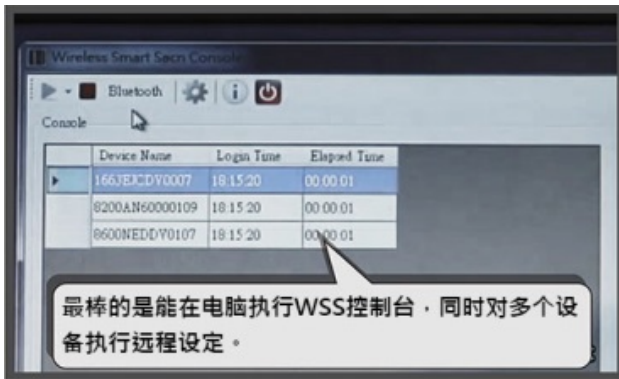 Wireless Smart Secn Console
Bluetooth
Console
Device Name Login Time Elapsed Time
1663EJCDV0007 18:15:20 00:00:01
8200AN60000109 18:15:20 00:00:01
8600NEDDV0107 18:15:20 00:00:01
最棒的是能在电脑执行WSS控制台，同时对多个设
备执行远程设定。